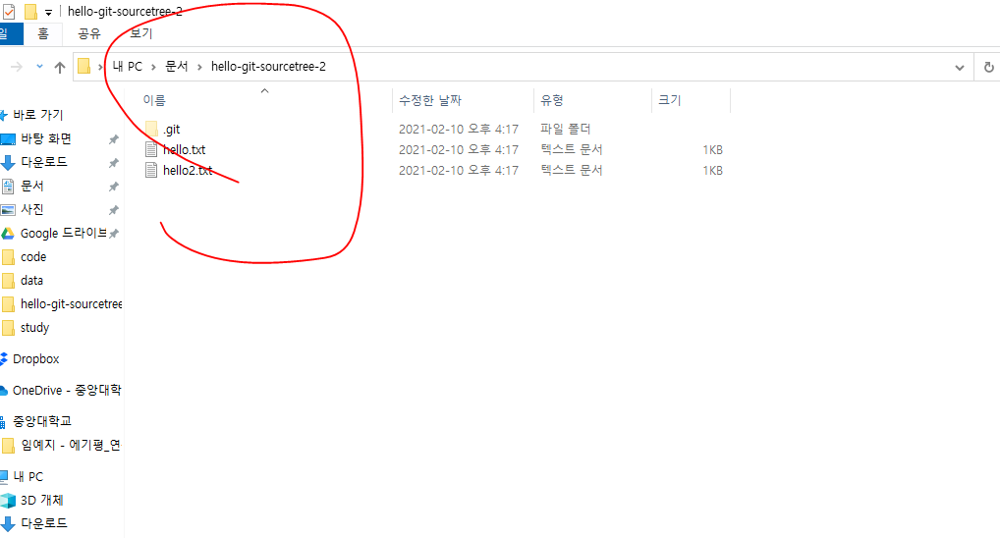 hello-git-sourcetree-2
일 홈 공유 보기
내 PC 문서 hello-git-sourcetree-2
이름 수정한 날짜 유형 크기
.git 2021-02-10 오후 4:17 파일 폴더
hello.txt 2021-02-10 오후 4:17 텍스트 문서 1KB
hello2.txt 2021-02-10 오후 4:17 텍스트 문서 1KB
바로 가기
바탕 화면
다운로드
문서
사진
Google 드라이브
code
data
hello-git-sourcetree
study
Dropbox
OneDrive - 중앙대학
중앙대학교
임예지 - 에기평_연
내 PC
3D 개체
다운로드